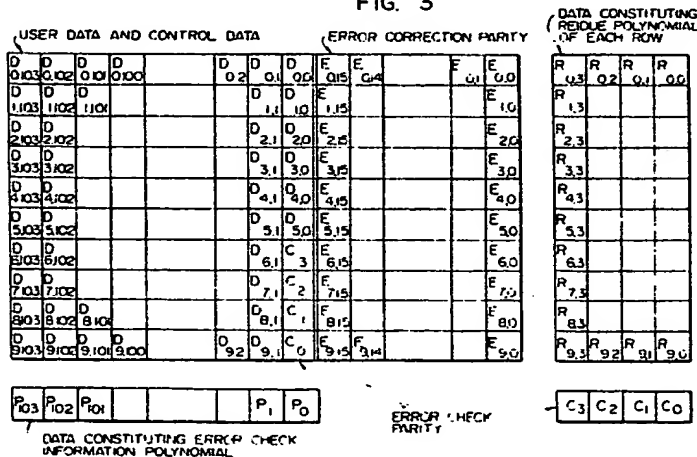 FIG. 3
USER DATA AND CONTROL DATA
ERROR CORRECTION PARITY
DATA CONSTITUTING
REIDUE POLYNOMIAL
OF EACH ROW
D0,103 D0,102 D0,101 D0,100 D0,2 D0,1 D0,0 E0,15 E0,14 E0,1 E0,0 R0,3 R0,2 R0,1 R0,0
D1,103 D1,102 D1,101 D1,1 D1,0 E1,15 E1,0 R1,3
D2,103 D2,102 D2,1 D2,0 E2,15 E2,0 R2,3
D3,103 D3,102 D3,1 D3,0 E3,15 E3,0 R3,3
D4,103 D4,102 D4,1 D4,0 E4,15 E4,0 R4,3
D5,103 D5,102 D5,1 D5,0 E5,15 E5,0 R5,3
D6,103 D6,102 D6,1 C3 E6,15 E6,0 R6,3
D7,103 D7,102 D7,1 C2 E7,15 E7,0 R7,3
D8,103 D8,102 D8,101 D8,1 C1 E8,15 E8,0 R8,3
D9,103 D9,102 D9,101 D9,100 D9,2 D9,1 C0 E9,15 E9,14 E9,0 R9,3 R9,2 R9,1 R9,0
P103 P102 P101 P1 P0
ERROR CHECK
PARITY
C3 C2 C1 C0
DATA CONSTITUTING ERROR CHECK
INFORMATION POLYNOMIAL